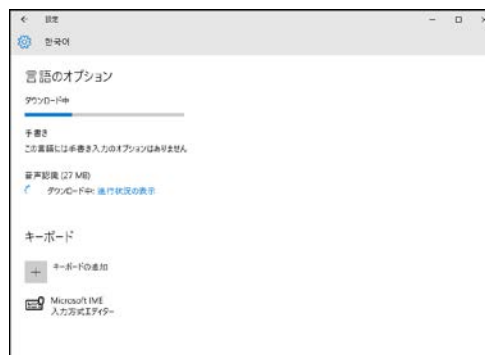 設定
한국어
言語のオプション
ダウンロード中
手書き
この言語には手書き入力のオプションはありません
音声認識 (27 MB)
ダウンロード中: 進行状況の表示
キーボード
キーボードの追加
Microsoft IME
入力方式エディター